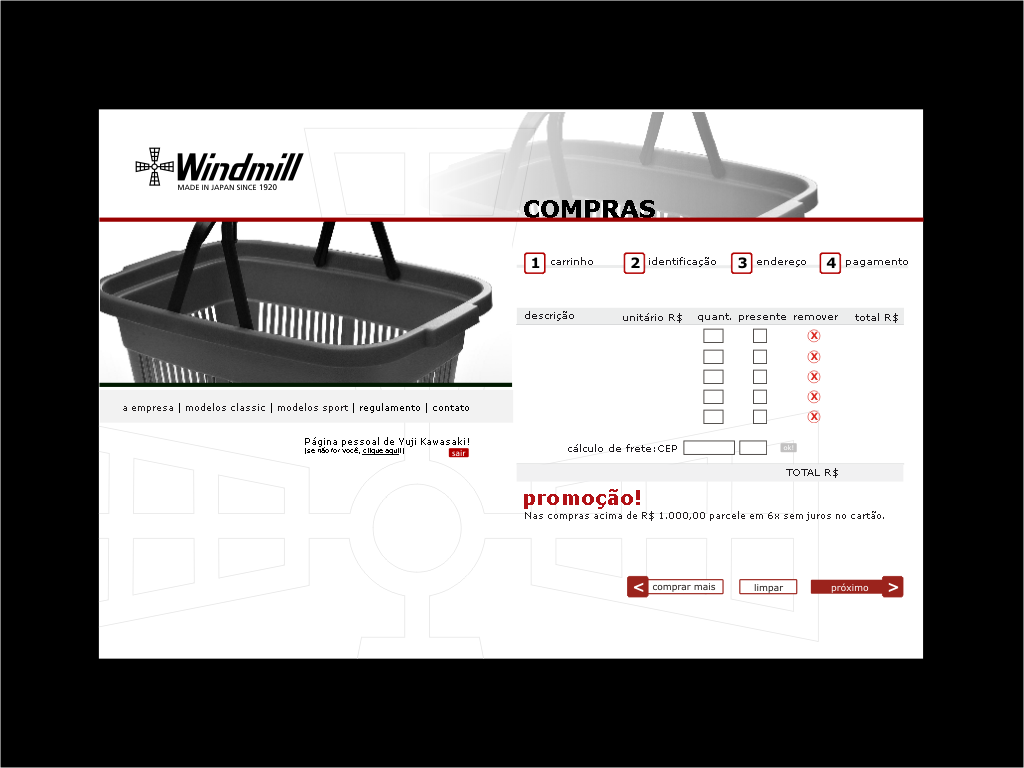 Windmill
MADE IN JAPAN SINCE 1920
COMPRAS
1 carrinho 2 identificação 3 endereço 4 pagamento
descrição unitário R$ quant. presente remover total R$
X
X
X
X
X
a empresa | modelos classic | modelos sport | regulamento | contato
Página pessoal de Yuji Kawasaki!
(se não for você, clique aqui!)
sair
cálculo de frete:CEP ok!
TOTAL R$
promoção!
Nas compras acima de R$ 1.000,00 parcele em 6x sem juros no cartão.
< comprar mais limpar próximo >